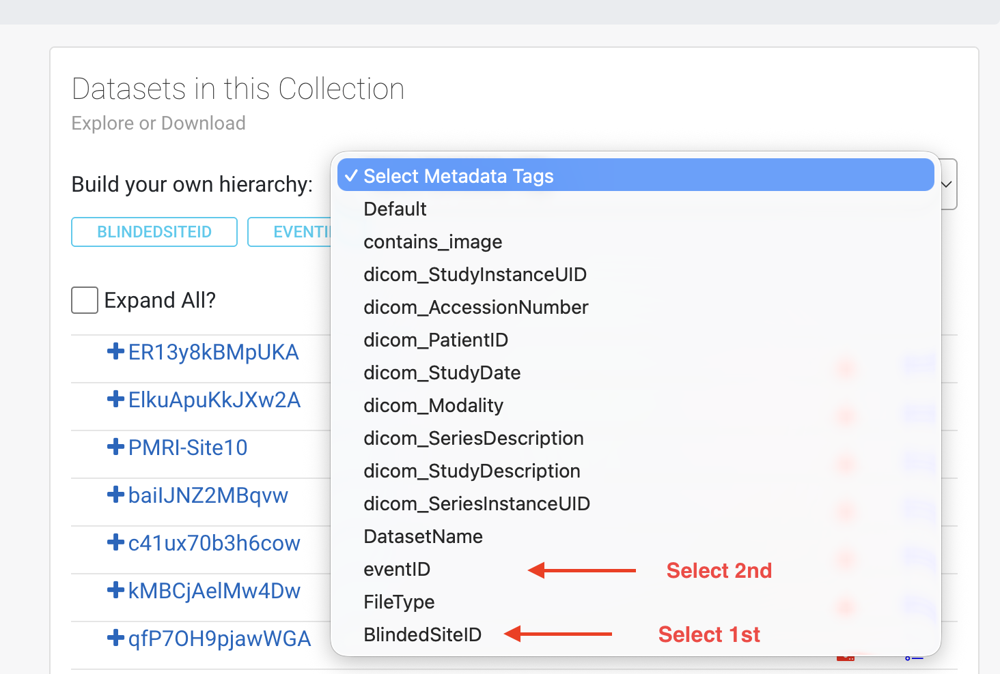 Datasets in this Collection
Explore or Download
Build your own hierarchy:
✓ Select Metadata Tags
Default
BLINDEDSITEID
contains_image
dicom_StudyInstanceUID
Expand All?
dicom_AccessionNumber
dicom_PatientID
ER13y8kBMpUKA
dicom_StudyDate
ElkuApuKkJXw2A
dicom_Modality
dicom_SeriesDescription
PMRI-Site10
dicom_StudyDescription
baiIJNZ2MBqvw
dicom_SeriesInstanceUID
c41ux70b3h6cow
DatasetName
eventID Select 2nd
kMBCjAelMw4Dw
FileType
qfP7OH9pjawWGA
BlindedSiteID Select 1st